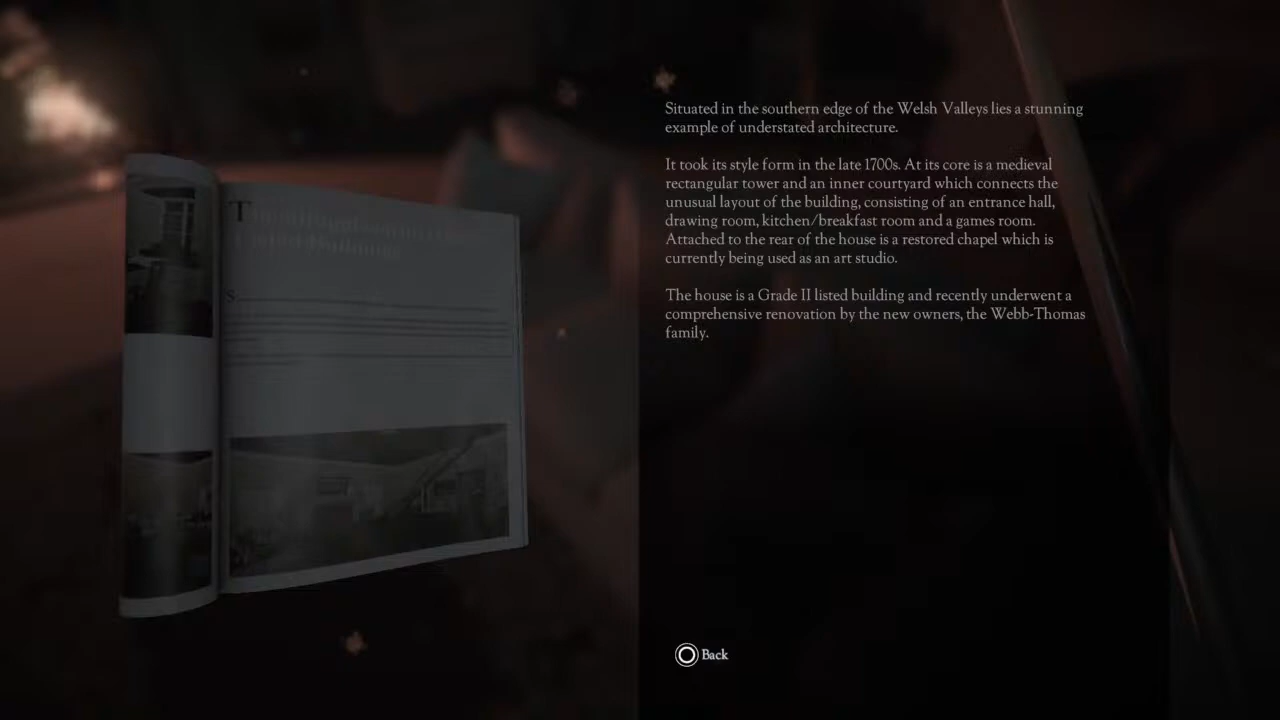 Situated in the southern edge of the Welsh Valleys lies a stunning
example of understated architecture.
It took its style form in the late 1700s. At its core is a medieval
rectangular tower and an inner courtyard which connects the
unusual layout of the building, consisting of an entrance hall,
drawing room, kitchen/breakfast room and a games room.
Attached to the rear of the house is a restored chapel which is
currently being used as an art studio.
The house is a Grade II listed building and recently underwent a
comprehensive renovation by the new owners, the Webb-Thomas
family.
Back